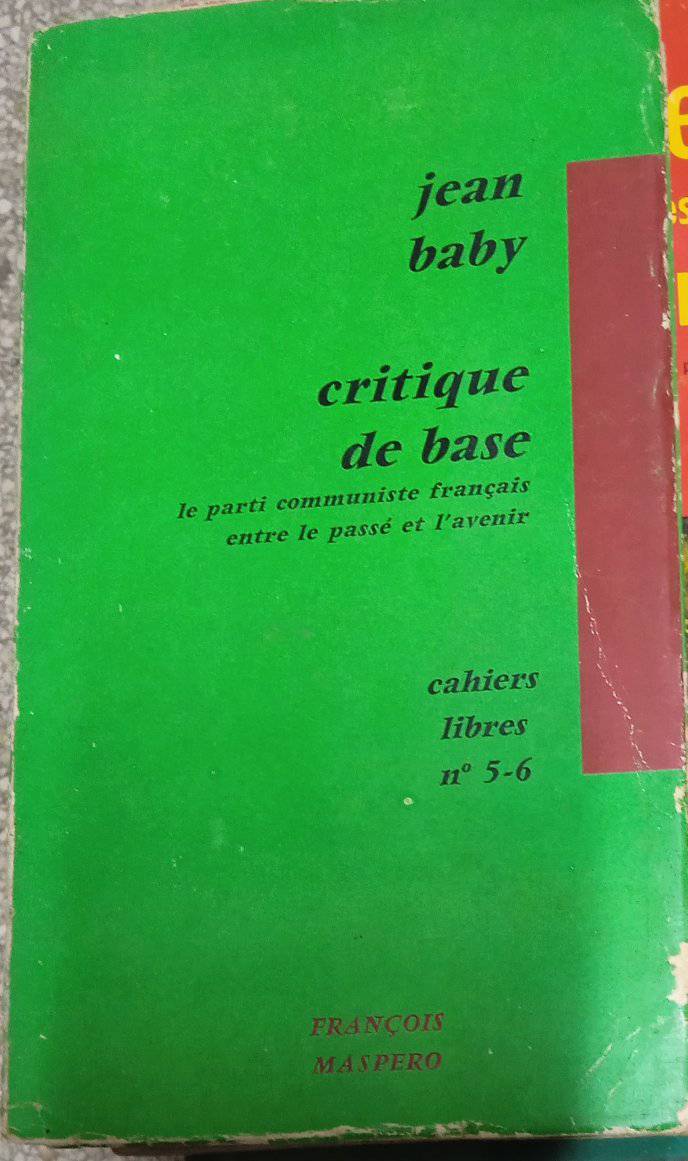 jean
baby
critique
de base
le parti communiste français
entre le passé et l'avenir
cahiers
libres
nº 5-6
FRANÇOIS
MASPERO